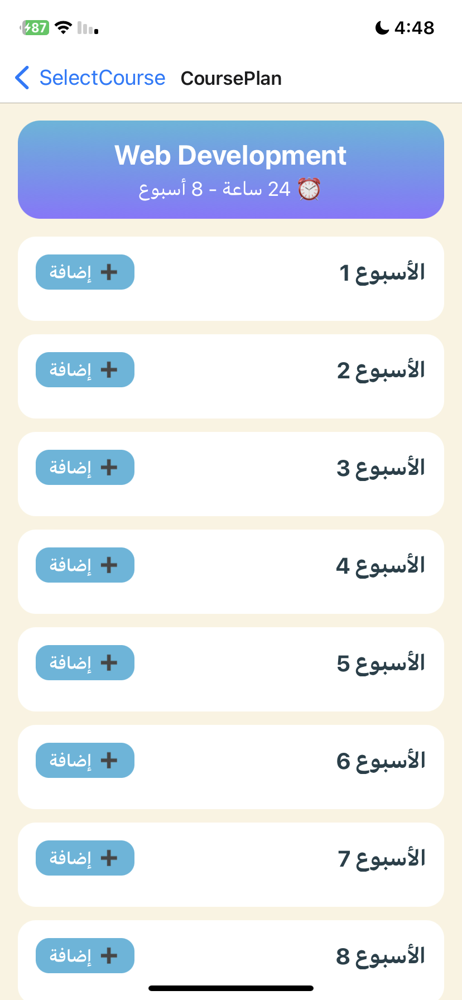 4:48
87
SelectCourse CoursePlan
Web Development
⏰ 24 ساعة - 8 أسبوع
الأسبوع 1
➕ إضافة
الأسبوع 2
➕ إضافة
الأسبوع 3
➕ إضافة
الأسبوع 4
➕ إضافة
الأسبوع 5
➕ إضافة
الأسبوع 6
➕ إضافة
الأسبوع 7
➕ إضافة
الأسبوع 8
➕ إضافة